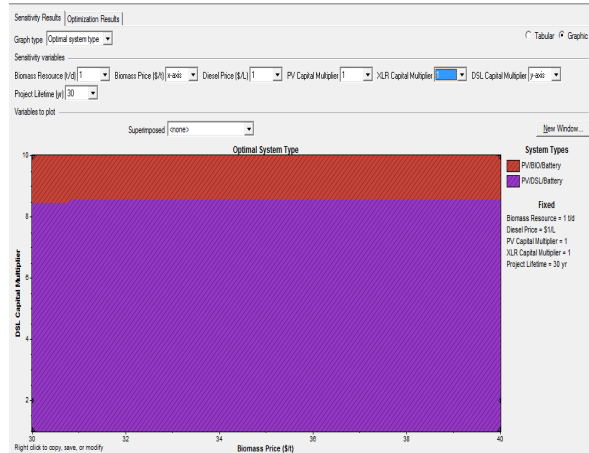 Sensitivity Results Optimization Results
Graph type Optimal system type Tabular Graphic
Sensitivity variables
Biomass Resource (t/d) 1 Biomass Price ($/t) x-axis Diesel Price ($/L) 1 PV Capital Multiplier 1 XLR Capital Multiplier 1 DSL Capital Multiplier y-axis
Project Lifetime (yr) 30
Variables to plot
Superimposed <none> New Window...
Optimal System Type
System Types
PV/BIO/Battery
PV/DSL/Battery
Fixed
Biomass Resource = 1 t/d
Diesel Price = $1/L
PV Capital Multiplier = 1
XLR Capital Multiplier = 1
Project Lifetime = 30 yr
DSL Capital Multiplier
10
8
6
4
2
30 32 34 36 38 40
Biomass Price ($/t)
Right click to copy, save, or modify